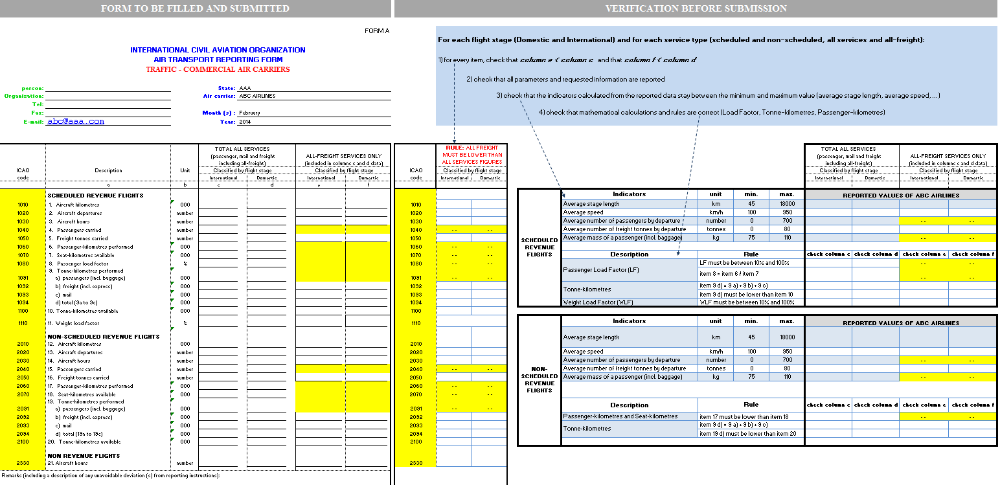 FORM TO BE FILLED AND SUBMITTED
FORM A
INTERNATIONAL CIVIL AVIATION ORGANIZATION
AIR TRANSPORT REPORTING FORM
TRAFFIC - COMMERCIAL AIR CARRIERS
person:
State: AAA
Organization:
Air carrier: ABC AIRLINES
Tel:
Fax:
Month (s) : February
E-mail: abc@aaa.com
Year: 2014
TOTAL ALL SERVICES
(passenger, mail and freight
including all-freight)
ALL-FREIGHT SERVICES ONLY
(included in columns c and d data)
ICAO
code
Description
Unit
Classified by flight stage
Classified by flight stage
International Domestic International Domestic
a b c d e f
SCHEDULED REVENUE FLIGHTS
1010 1. Aircraft kilometres 000
1020 2. Aircraft departures number
1030 3. Aircraft hours number
1040 4. Passengers carried number
1050 5. Freight tonnes carried number
1060 6. Passenger-kilometres performed 000
1070 7. Seat-kilometres available 000
1080 8. Passenger load factor %
9. Tonne-kilometres performed
1091 a) passengers (incl. baggage) 000
1092 b) freight (incl. express) 000
1093 c) mail 000
1094 d) total (9a to 9c) 000
1100 10. Tonne-kilometres available 000
1110 11. Weight load factor %
NON-SCHEDULED REVENUE FLIGHTS
2010 12. Aircraft kilometres 000
2020 13. Aircraft departures number
2030 14. Aircraft hours number
2040 15. Passengers carried number
2050 16. Freight tonnes carried number
2060 17. Passenger-kilometres performed 000
2070 18. Seat-kilometres available 000
19. Tonne-kilometres performed
2091 a) passengers (incl. baggage) 000
2092 b) freight (incl. express) 000
2093 c) mail 000
2094 d) total (19a to 19c) 000
2100 20. Tonne-kilometres available 000
NON REVENUE FLIGHTS
2330 21. Aircraft hours number
Remarks (including a description of any unavoidable deviation (s) from reporting instructions):
VERIFICATION BEFORE SUBMISSION
For each flight stage (Domestic and International) and for each service type (scheduled and non-scheduled, all services and all-freight):
1) for every item, check that column e < column c and that column f < column d
2) check that all parameters and requested information are reported
3) check that the indicators calculated from the reported data stay between the minimum and maximum value (average stage length, average speed, ...)
4) check that mathematical calculations and rules are correct (Load Factor, Tonne-kilometres, Passenger-kilometres)
ICAO
code
RULE: ALL FREIGHT
MUST BE LOWER THAN
ALL SERVICES FIGURES
Classified by flight stage
International Domestic
1010
1020
1030
1040 -- --
1050
1060 -- --
1070 -- --
1080 -- --
1091 -- --
1092
1093
1094
1100
1110
2010
2020
2030
2040 -- --
2050
2060 -- --
2070 -- --
2091 -- --
2092
2093
2094
2100
2330
TOTAL ALL SERVICES
(passenger, mail and freight
including all-freight)
ALL-FREIGHT SERVICES ONLY
(included in columns c and d data)
Classified by flight stage
Classified by flight stage
International Domestic International Domestic
SCHEDULED
REVENUE
FLIGHTS
Indicators unit min. max. REPORTED VALUES OF ABC AIRLINES
Average stage length km 45 18000
Average speed km/h 100 950
Average number of passengers by departure number 0 700 -- --
Average number of freight tonnes by departure tonnes 0 80
Average mass of a passenger (incl. baggage) kg 75 110 -- --
Description Rule check column c check column d check column e check column f
Passenger Load Factor (LF)
LF must be between 10% and 100% -- --
item 8 = item 6 / item 7 -- --
Tonne-kilometres
item 9 d) = 9 a) + 9 b) + 9 c)
item 9 d) must be lower than item 10
Weight Load Factor (WLF) WLF must be between 10% and 100%
NON-
SCHEDULED
REVENUE
FLIGHTS
Indicators unit min. max. REPORTED VALUES OF ABC AIRLINES
Average stage length km 45 18000
Average speed km/h 100 950
Average number of passengers by departure number 0 700 -- --
Average number of freight tonnes by departure tonnes 0 80
Average mass of a passenger (incl. baggage) kg 75 110 -- --
Description Rule check column c check column d check column e check column f
Passenger-kilometres and Seat-kilometres item 17 must be lower than item 18 -- --
Tonne-kilometres
item 9 d) = 9 a) + 9 b) + 9 c)
item 19 d) must be lower than item 20